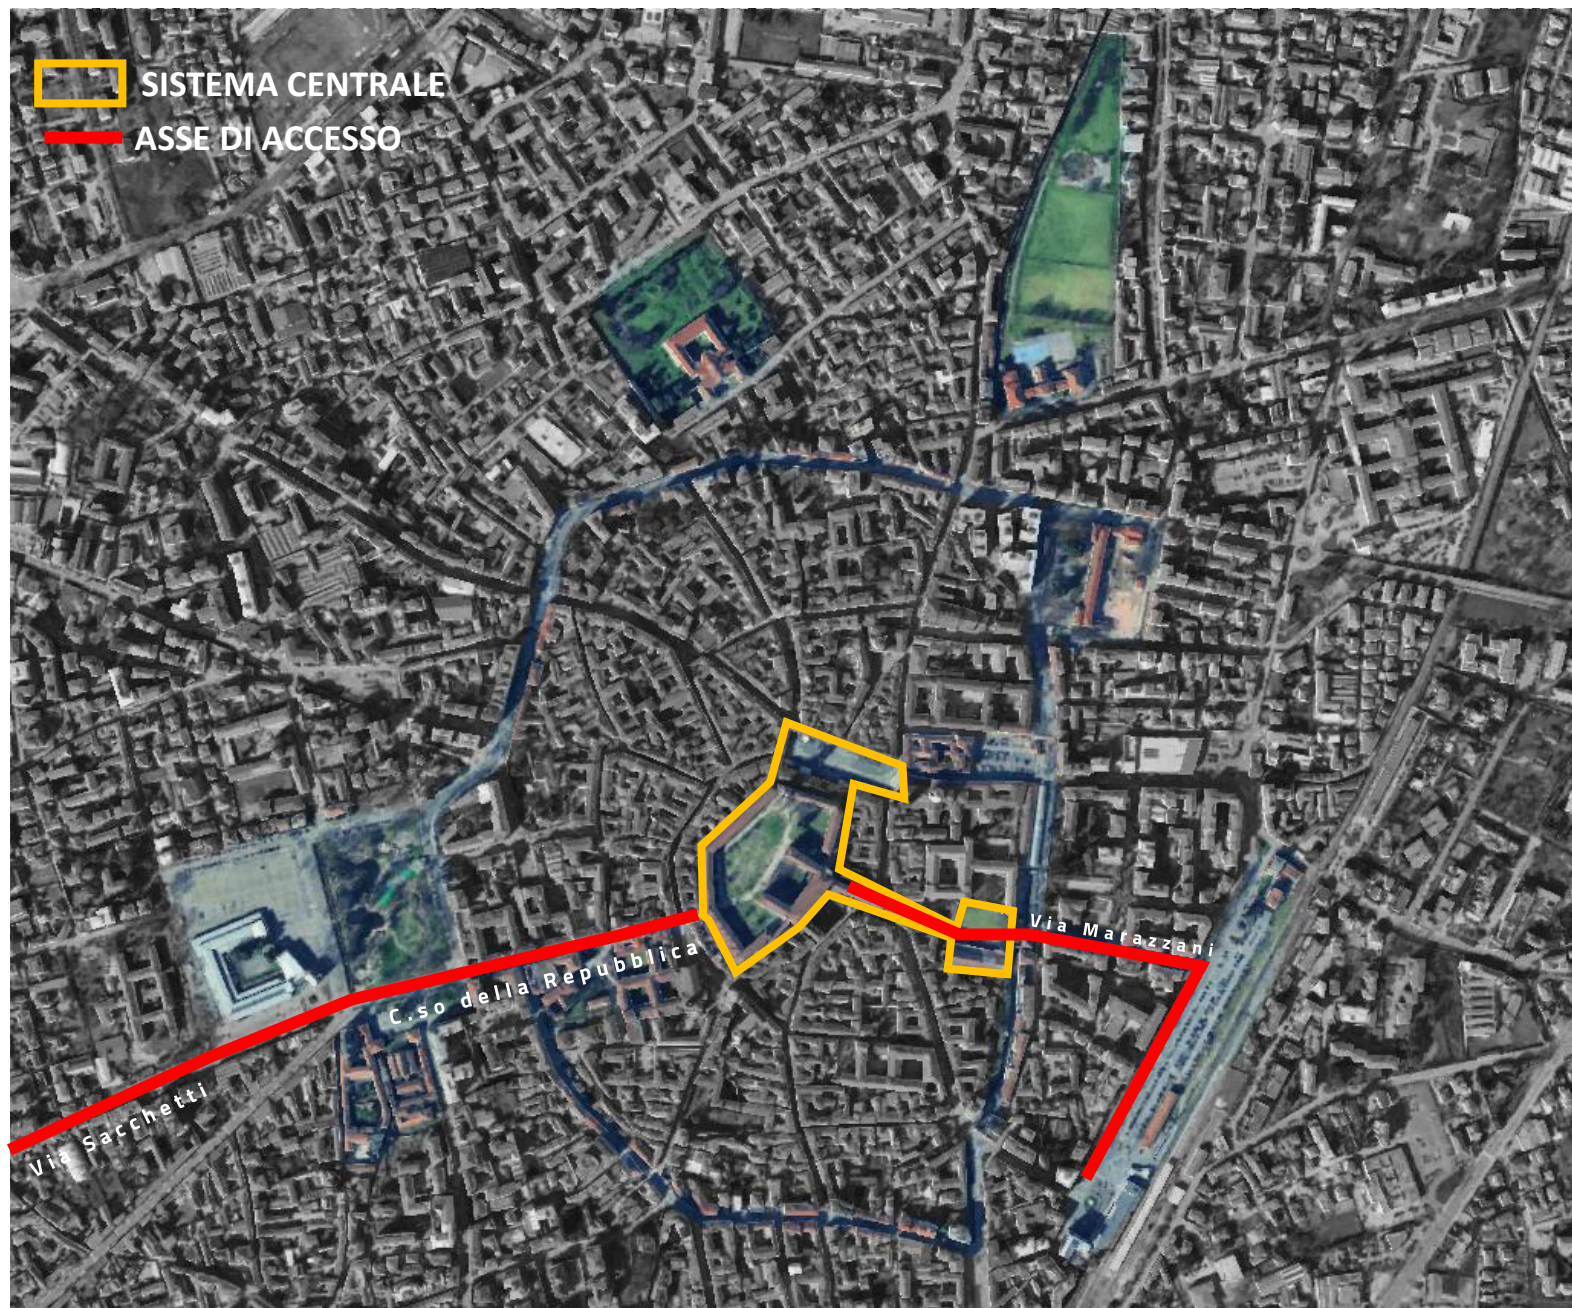 SISTEMA CENTRALE
ASSE DI ACCESSO
Via Marazzani
C.so della Repubblica
Via Sacchetti